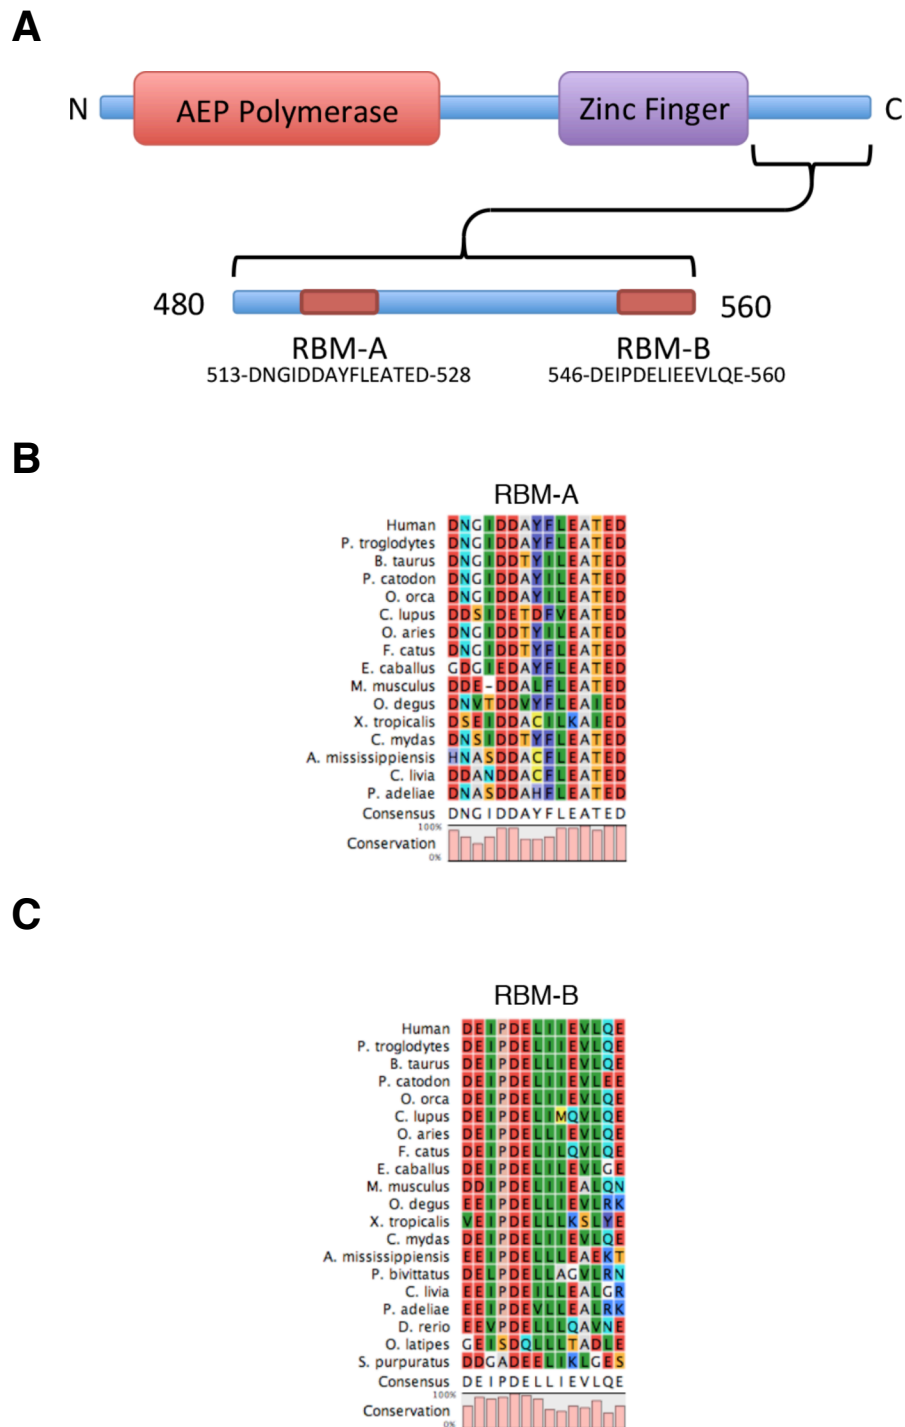 A
N AEP Polymerase Zinc Finger C
480 560
RBM-A RBM-B
513-DNGIDDAYFLEATED-528 546-DEIPDELIEEVLQE-560
B
RBM-A
Human DNGIDDAYFLEATED
P. troglodytes DNGIDDAYFLEATED
B. taurus DNGIDDTYILEATED
P. catodon DNGIDDAYILEATED
O. orca DNGIDDAYILEATED
C. lupus DDSIDETDFVEATED
O. aries DNGIDDTYILEATED
F. catus DNGIDDTYFLEATED
E. caballus GDGIEDAYFLEATED
M. musculus DDE-DDALFLEATED
O. degus DNVTDDVYFLEAIED
X. tropicalis DSEIDDACILKAIED
C. mydas DNSIDDTYFLEATED
A. mississippiensis HNASDDACFLEATED
C. livia DDANDDACFLEATED
P. adeliae DNASDDAHFLEATED
Consensus DNGIDDAYFLEATED
100%
Conservation
0%
C
RBM-B
Human DEIPDELIIEVLQE
P. troglodytes DEIPDELIIEVLQE
B. taurus DEIPDELLIEVLQE
P. catodon DEIPDELIIEVLEE
O. orca DEIPDELIIEVLQE
C. lupus DEIPDELIMQVLQE
O. aries DEIPDELLIEVLQE
F. catus DEIPDELILQVLQE
E. caballus DEIPDELILEVLGE
M. musculus DDIPDELIIEALQN
O. degus EEIPDELLIEVLRK
X. tropicalis VEIPDELLLKSLYE
C. mydas DEIPDELIIEVLQE
A. mississippiensis EEIPDELLLEAEKT
P. bivittatus DELPDELLAGVLRN
C. livia EEIPDEILLEALGR
P. adeliae EEIPDEVLLEALRK
D. rerio EEVPDELLLQAVNE
O. latipes GEISDQLLLTADLE
S. purpuratus DDGADEELIKLGES
Consensus DEIPDELLIEVLQE
100%
Conservation
0%